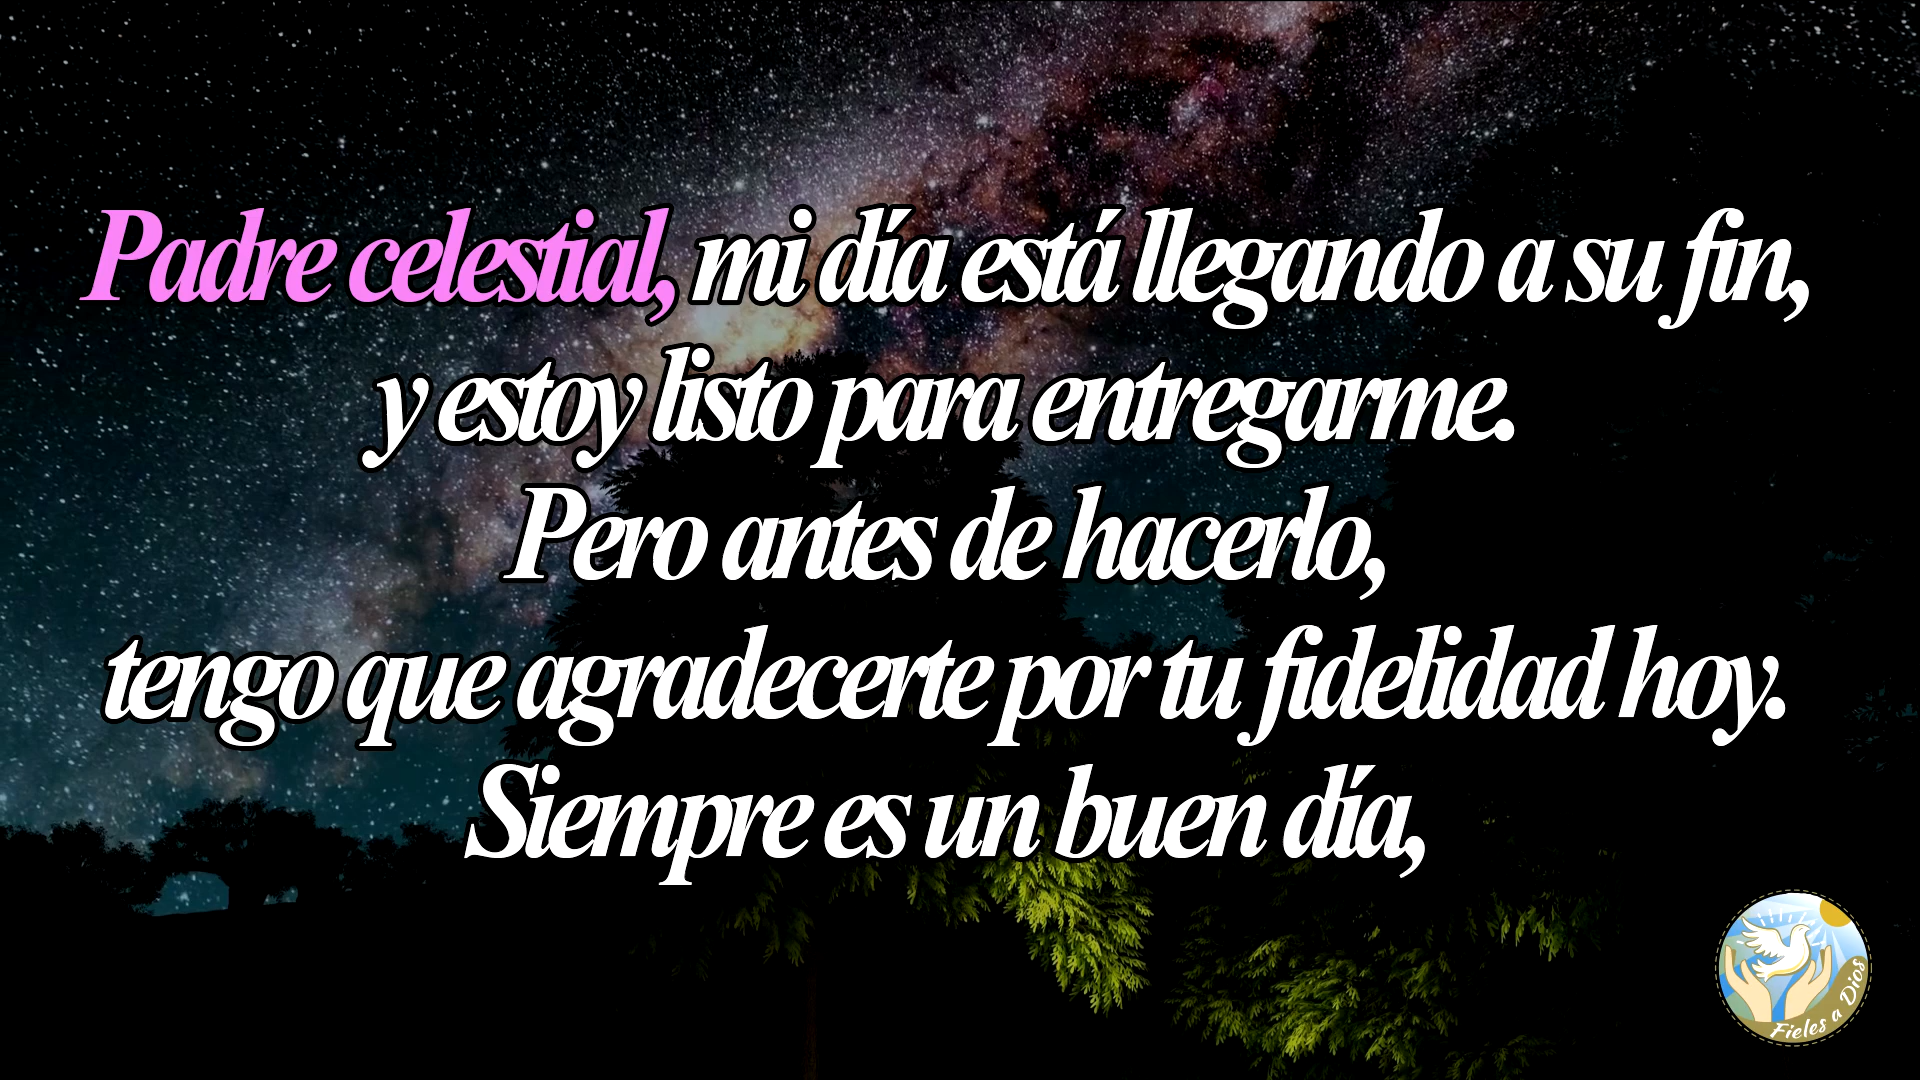 Padre celestial, mi día está llegando a su fin,
y estoy listo para entregarme.
Pero antes de hacerlo,
tengo que agradecerte por tu fidelidad hoy.
Siempre es un buen día,
Fieles a Dios